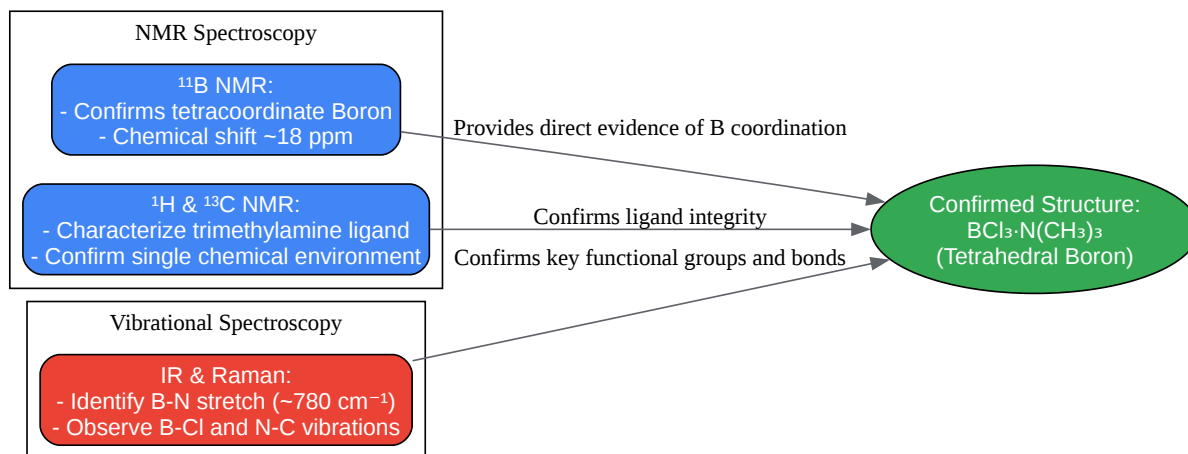 NMR Spectroscopy
¹¹B NMR:
- Confirms tetracoordinate Boron
- Chemical shift ~18 ppm
Provides direct evidence of B coordination
¹H & ¹³C NMR:
- Characterize trimethylamine ligand
- Confirm single chemical environment
Confirms ligand integrity
Confirms key functional groups and bonds
Confirmed Structure:
BCl₃·N(CH₃)₃
(Tetrahedral Boron)
Vibrational Spectroscopy
IR & Raman:
- Identify B-N stretch (~780 cm⁻¹)
- Observe B-Cl and N-C vibrations